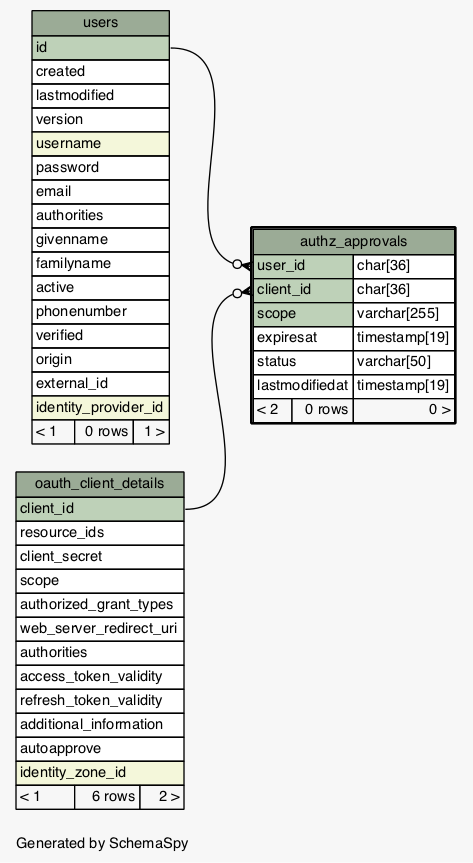 users
id
created
lastmodified
version
username
password
email
authorities
givenname
familyname
active
phonenumber
verified
origin
external_id
identity_provider_id
< 1 0 rows 1 >
authz_approvals
user_id char[36]
client_id char[36]
scope varchar[255]
expiresat timestamp[19]
status varchar[50]
lastmodifiedat timestamp[19]
< 2 0 rows 0 >
oauth_client_details
client_id
resource_ids
client_secret
scope
authorized_grant_types
web_server_redirect_uri
authorities
access_token_validity
refresh_token_validity
additional_information
autoapprove
identity_zone_id
< 1 6 rows 2 >
Generated by SchemaSpy